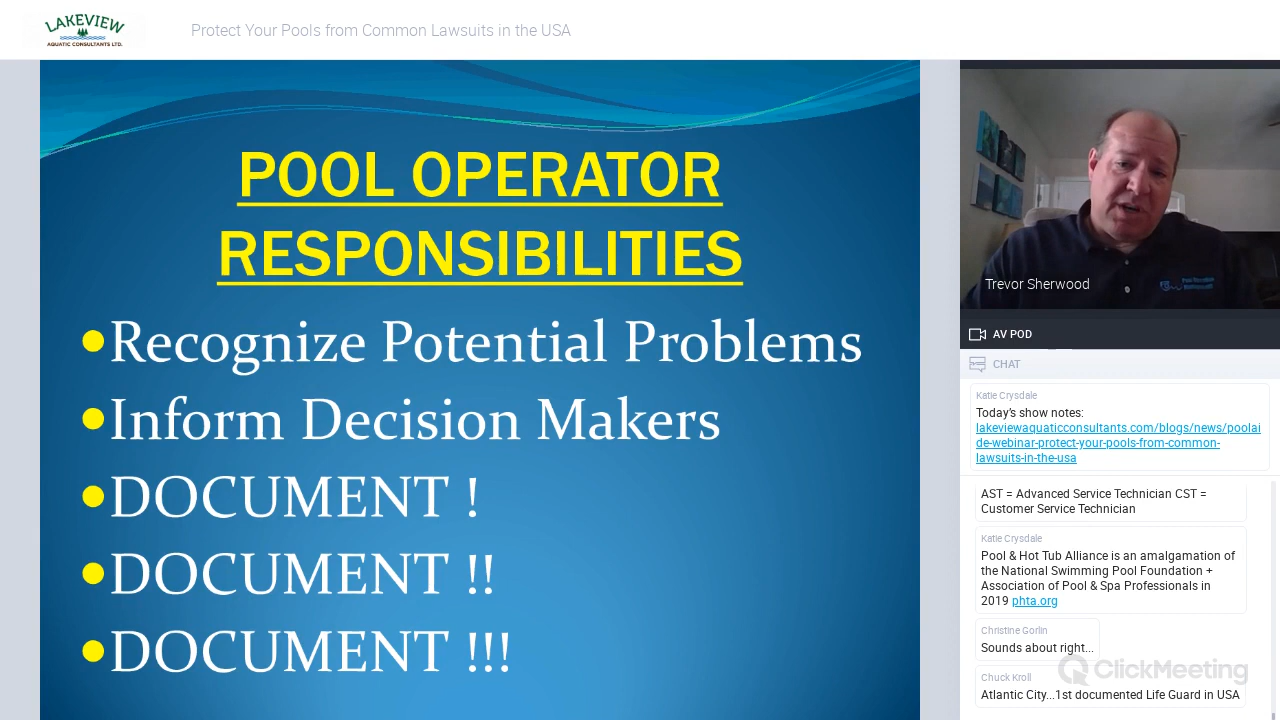 LAKEVIEW
AQUATIC CONSULTANTS LTD.
Protect Your Pools from Common Lawsuits in the USA
POOL OPERATOR
RESPONSIBILITIES
•Recognize Potential Problems
•Inform Decision Makers
•DOCUMENT !
•DOCUMENT !!
•DOCUMENT !!!
Trevor Sherwood
AV POD
CHAT
Katie Crysdale
Today's show notes:
lakeviewaquaticconsultants.com/blogs/news/poolai
de-webinar-protect-your-pools-from-common-
lawsuits-in-the-usa
AST = Advanced Service Technician CST =
Customer Service Technician
Katie Crysdale
Pool & Hot Tub Alliance is an amalgamation of
the National Swimming Pool Foundation +
Association of Pool & Spa Professionals in
2019 phta.org
Christine Gorlin
Sounds about right...
ClickMeeting
Chuck Kroll
Atlantic City...1st documented Life Guard in USA